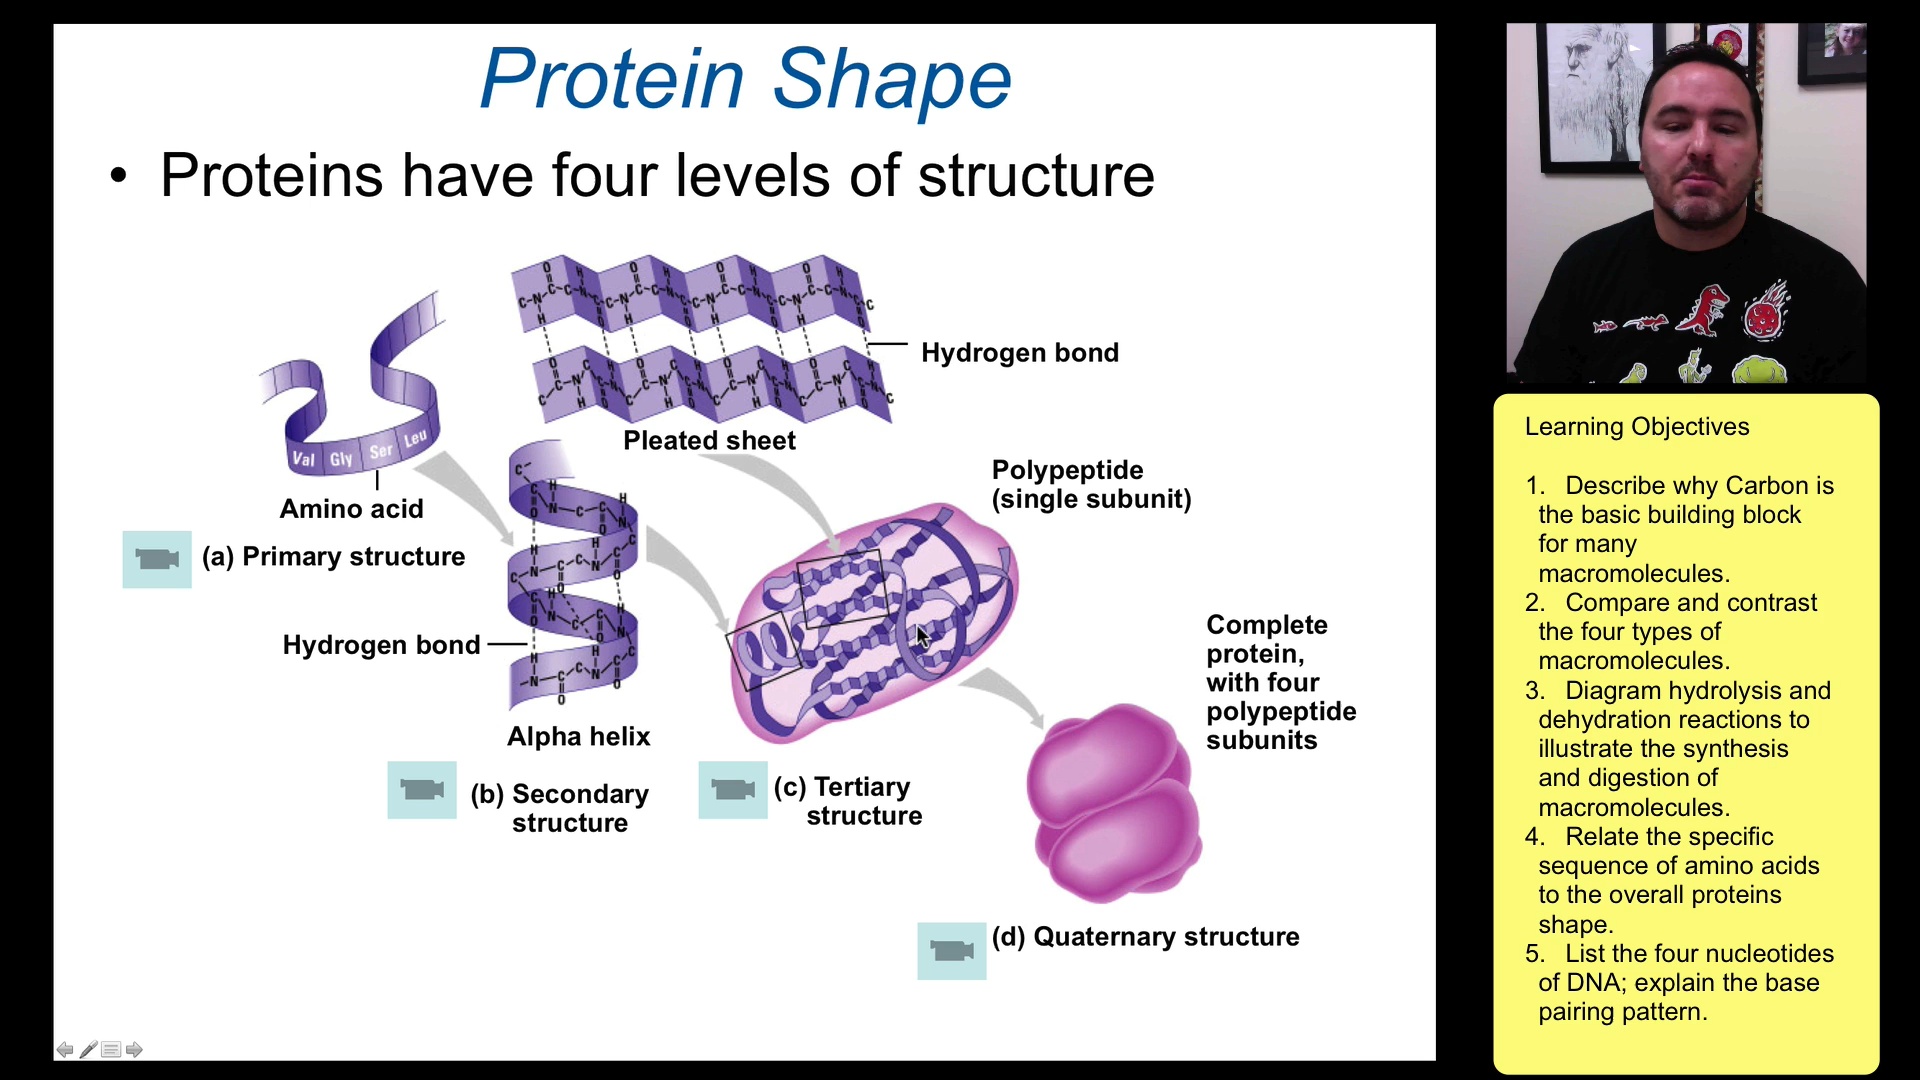 Protein Shape
• Proteins have four levels of structure
Hydrogen bond
Pleated sheet
Val Gly Ser Leu
Amino acid
(a) Primary structure
Polypeptide
(single subunit)
Hydrogen bond
Alpha helix
(b) Secondary
structure
(c) Tertiary
structure
Complete
protein,
with four
polypeptide
subunits
(d) Quaternary structure
Learning Objectives
1. Describe why Carbon is
the basic building block
for many
macromolecules.
2. Compare and contrast
the four types of
macromolecules.
3. Diagram hydrolysis and
dehydration reactions to
illustrate the synthesis
and digestion of
macromolecules.
4. Relate the specific
sequence of amino acids
to the overall proteins
shape.
5. List the four nucleotides
of DNA; explain the base
pairing pattern.